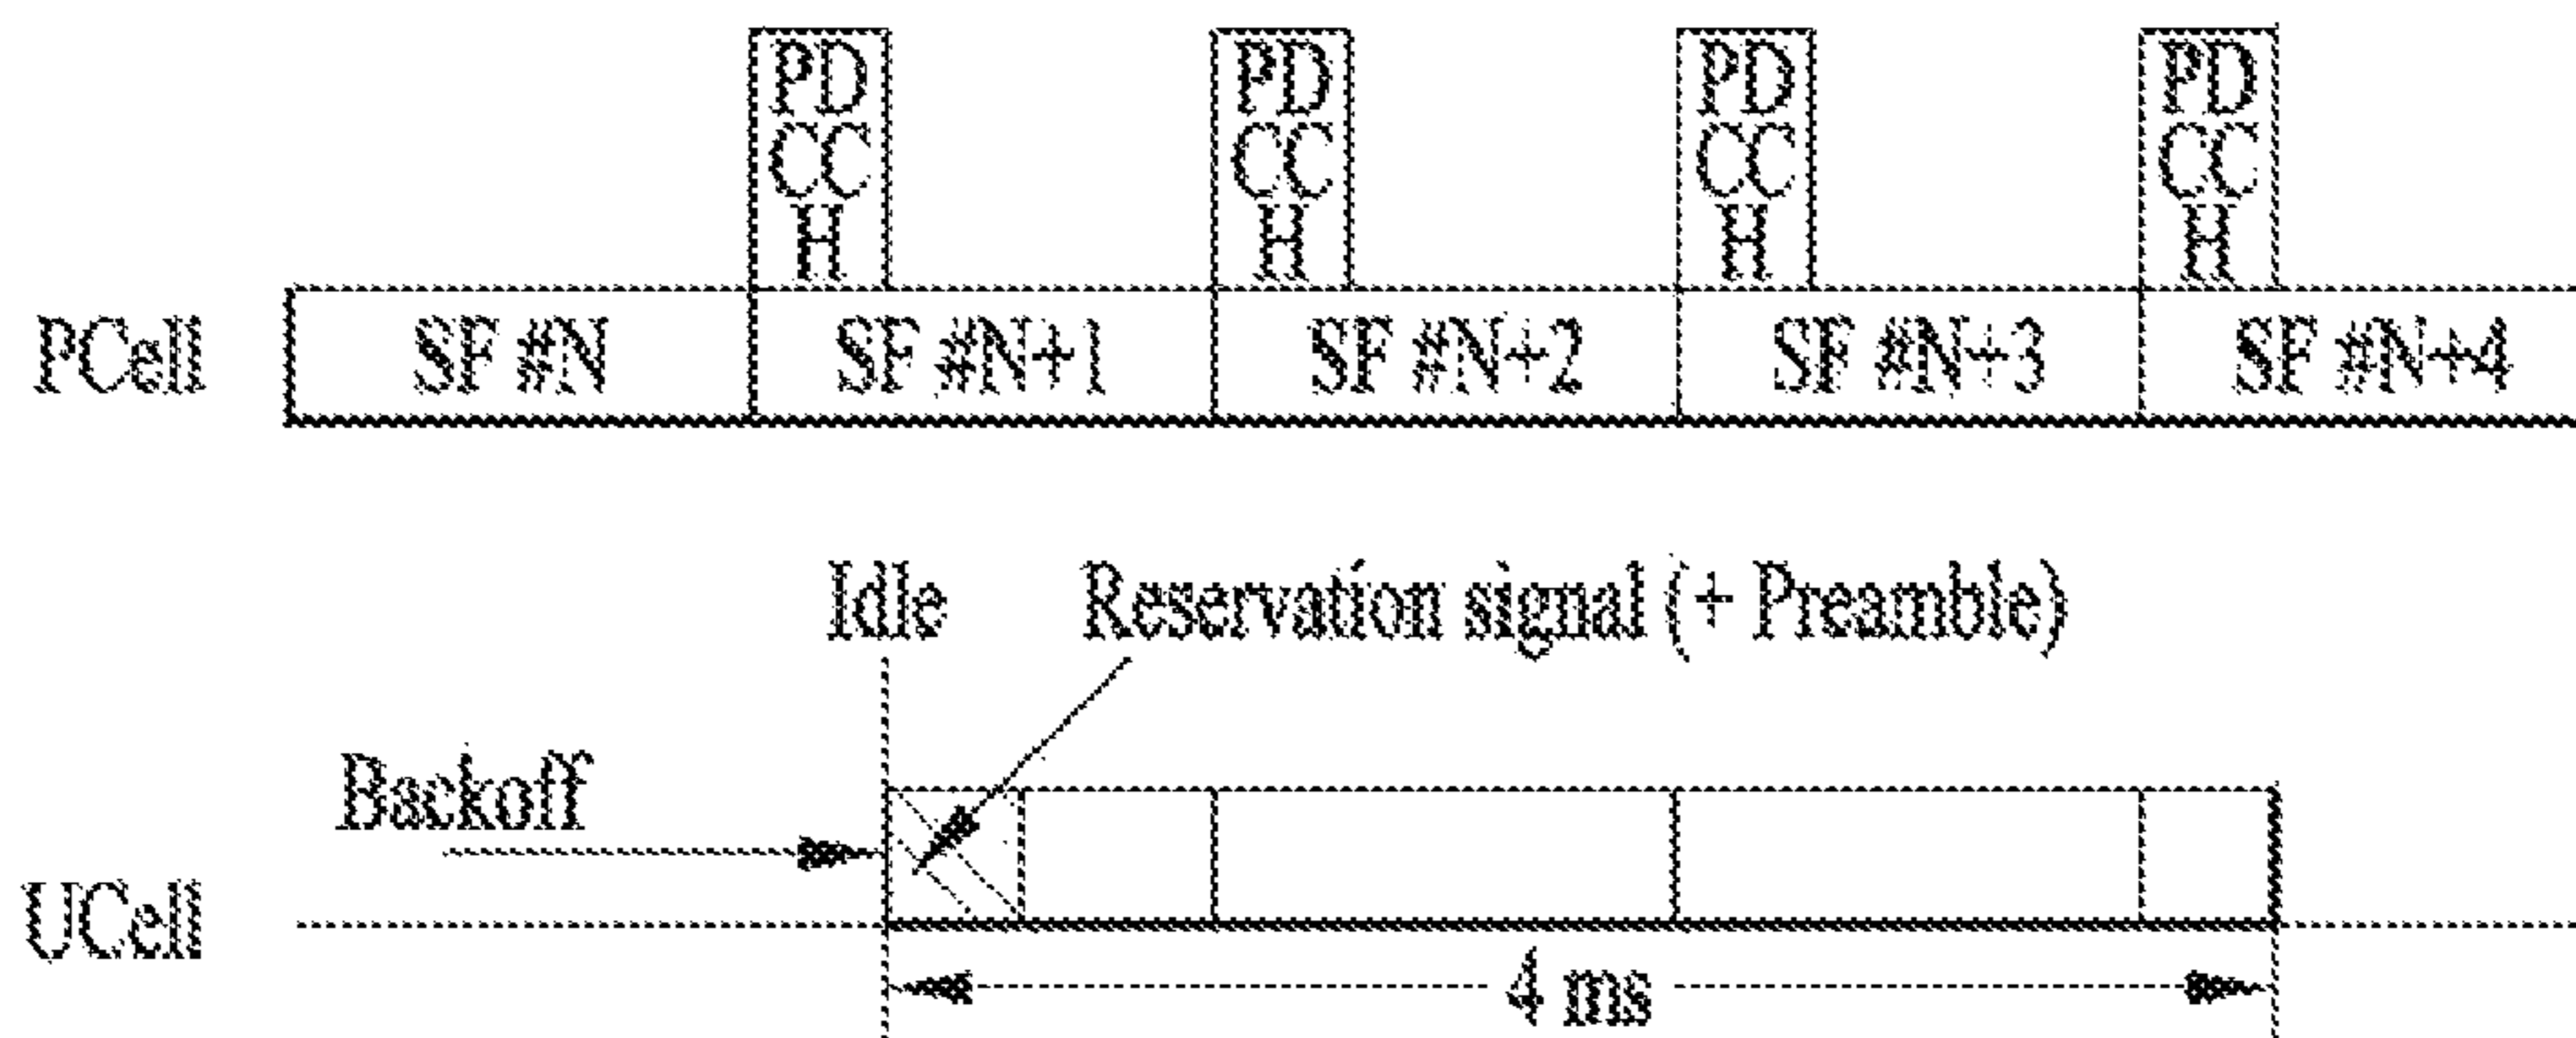 PD PD PD PD
CC CC CC CC
H H H H
PCell SF #N SF #N+1 SF #N+2 SF #N+3 SF #N+4
Idle Reservation signal (+ Preamble)
Backoff
UCell
4 ms